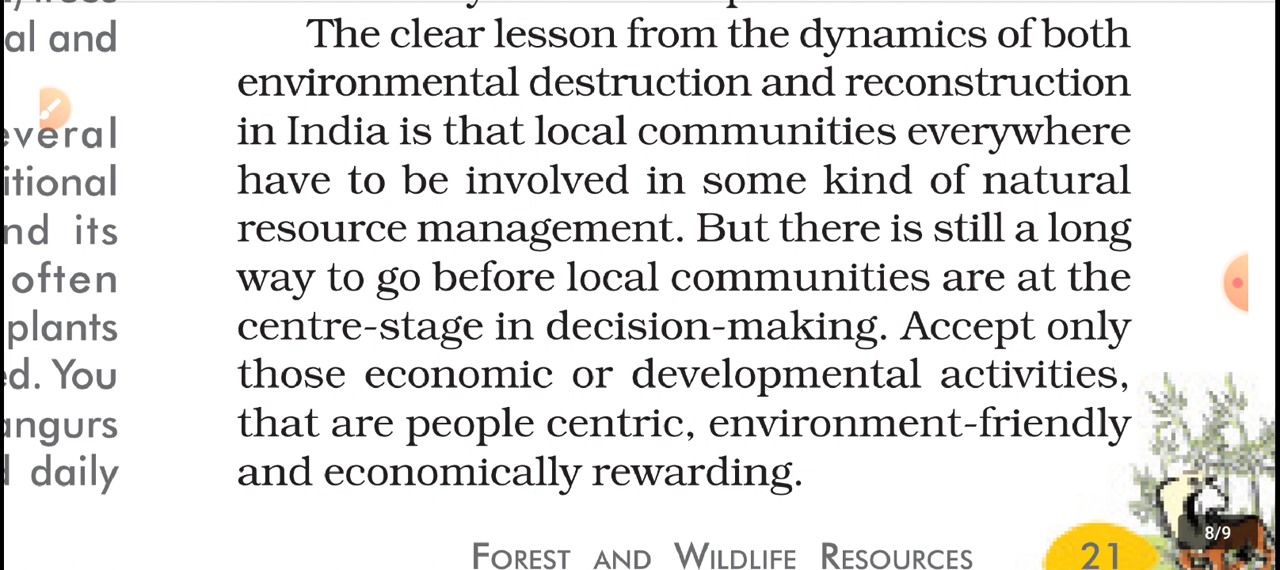 al and
everal
itional
nd its
often
plants
ed. You
angurs
daily
The clear lesson from the dynamics of both
environmental destruction and reconstruction
in India is that local communities everywhere
have to be involved in some kind of natural
resource management. But there is still a long
way to go before local communities are at the
centre-stage in decision-making. Accept only
those economic or developmental activities,
that are people centric, environment-friendly
and economically rewarding.
FOREST AND WILDLIFE RESOURCES
21
8/9